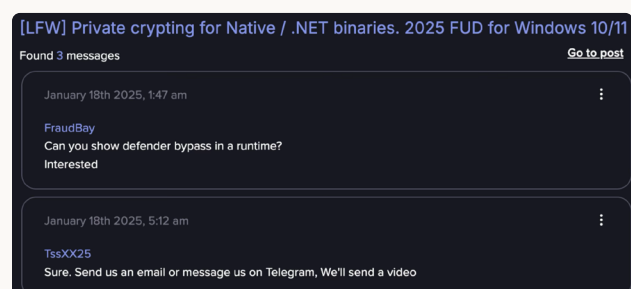 [LFW] Private crypting for Native / .NET binaries. 2025 FUD for Windows 10/11
Found 3 messages
Go to post
January 18th 2025, 1:47 am
FraudBay
Can you show defender bypass in a runtime?
Interested
January 18th 2025, 5:12 am
TssXX25
Sure. Send us an email or message us on Telegram, We'll send a video